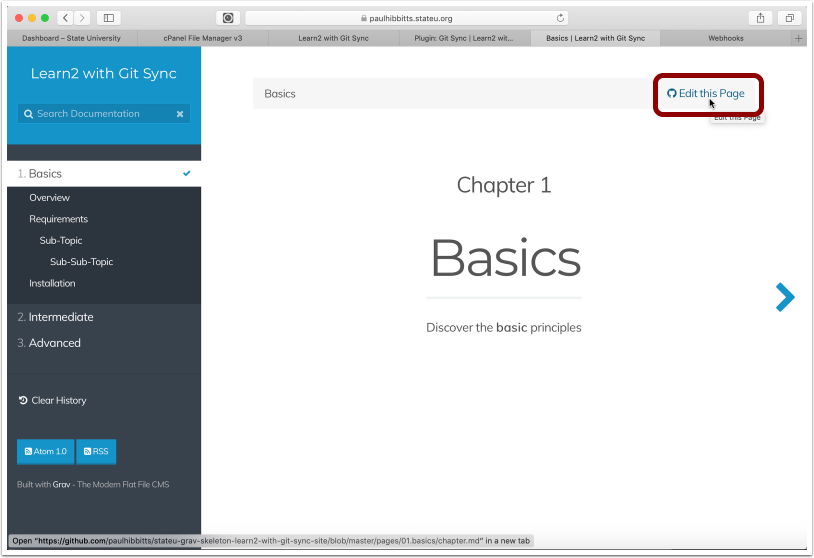 paulhibbitts.stateu.org
Dashboard – State University
cPanel File Manager v3
Learn2 with Git Sync
Plugin: Git Sync | Learn2 wit...
Basics | Learn2 with Git Sync
Webhooks
Learn2 with Git Sync
Search Documentation
Basics
Edit this Page
Edit this Page
1. Basics
Overview
Requirements
Sub-Topic
Sub-Sub-Topic
Installation
2. Intermediate
3. Advanced
Clear History
Atom 1.0
RSS
Built with Grav - The Modern Flat File CMS
Chapter 1
Basics
Discover the basic principles
Open "https://github.com/paulhibbitts/stateu-grav-skeleton-learn2-with-git-sync-site/blob/master/pages/01.basics/chapter.md" in a new tab